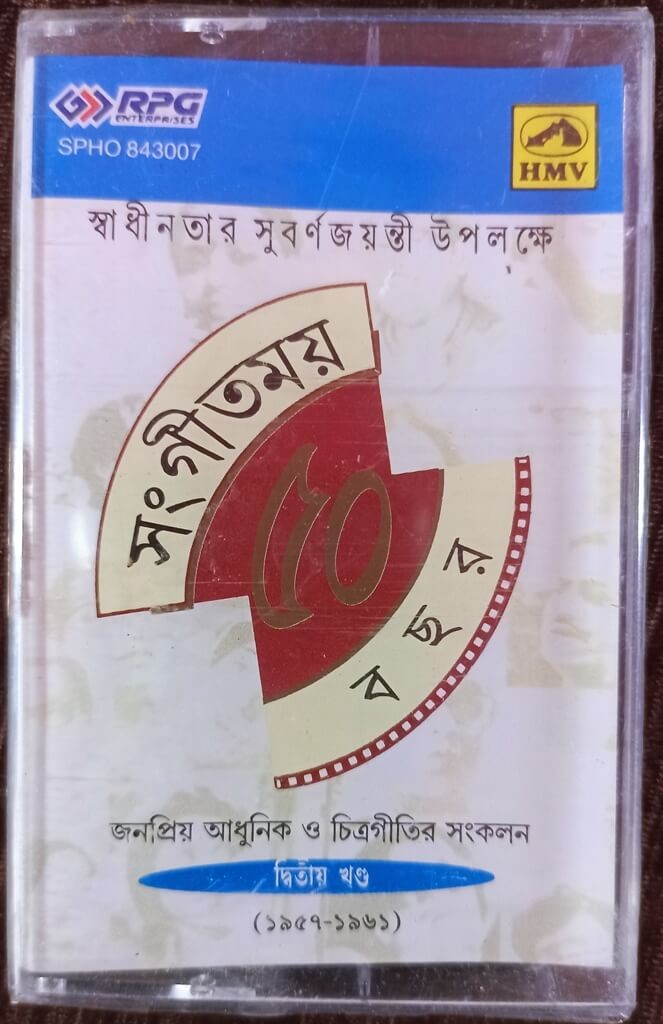 RPG
ENTERPRISES
SPHO 843007
HMV
স্বাধীনতার সুবর্ণজয়ন্তী উপলক্ষে
সংগীতময়
৫০
বছর
জনপ্রিয় আধুনিক ও চিত্রগীতির সংকলন
দ্বিতীয় খণ্ড
(১৯৫৭-১৯৬১)